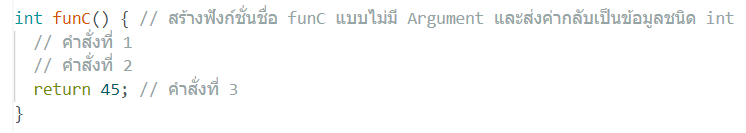 int funC() { // สร้างฟังก์ชั่นชื่อ funC แบบไม่มี Argument และส่งค่ากลับเป็นข้อมูลชนิด int
// คำสั่งที่ 1
// คำสั่งที่ 2
return 45; // คำสั่งที่ 3
}